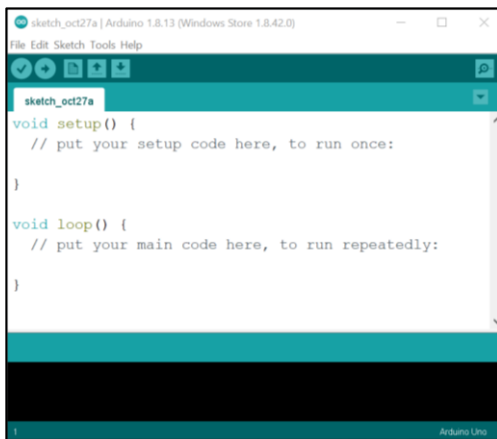 sketch_oct27a | Arduino 1.8.13 (Windows Store 1.8.42.0)
File Edit Sketch Tools Help
sketch_oct27a
void setup() {
  // put your setup code here, to run once:
}
void loop() {
  // put your main code here, to run repeatedly:
}
1 Arduino Uno